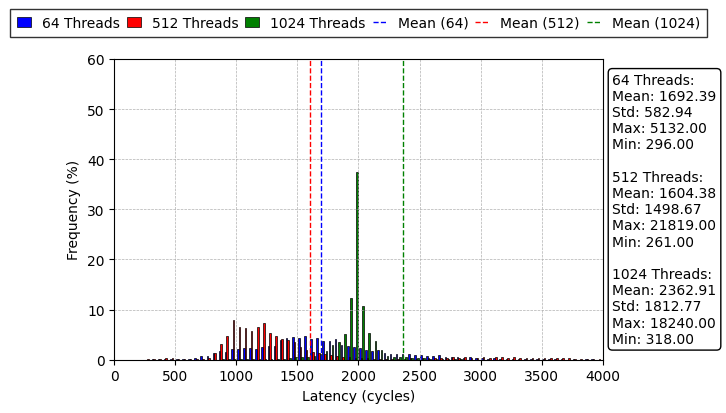 64 Threads 512 Threads 1024 Threads Mean (64) Mean (512) Mean (1024)
60
50
40
30
20
10
0
Frequency (%)
0 500 1000 1500 2000 2500 3000 3500 4000
Latency (cycles)
64 Threads:
Mean: 1692.39
Std: 582.94
Max: 5132.00
Min: 296.00
512 Threads:
Mean: 1604.38
Std: 1498.67
Max: 21819.00
Min: 261.00
1024 Threads:
Mean: 2362.91
Std: 1812.77
Max: 18240.00
Min: 318.00